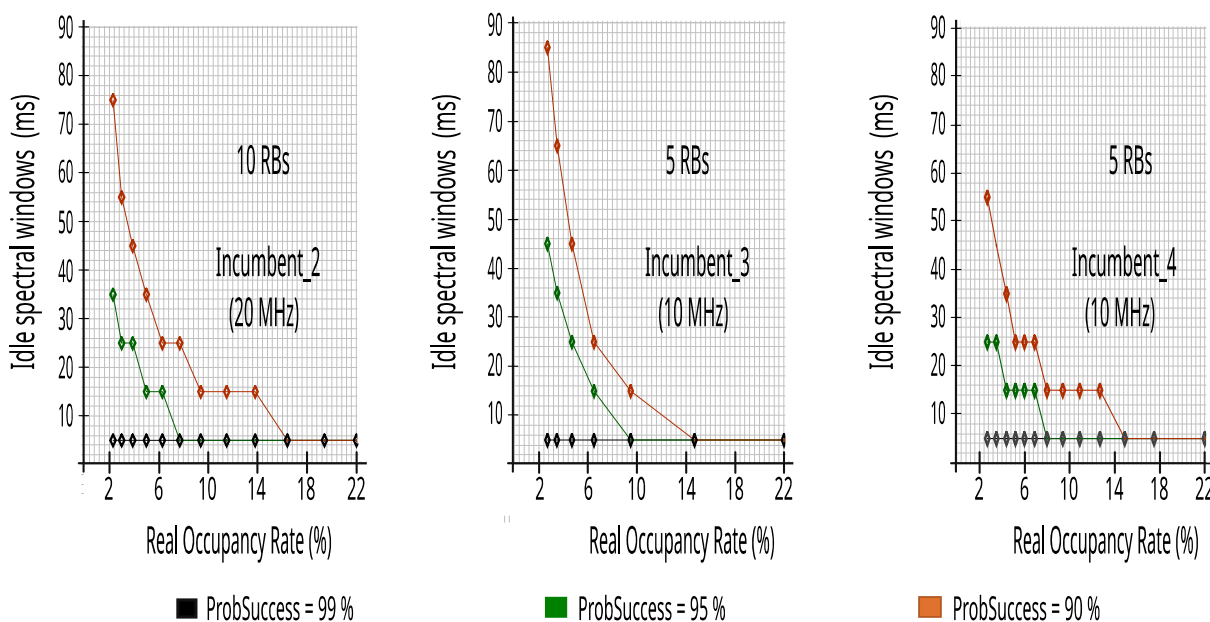 90
80
70
60
50
40
30
20
10
Idle spectral windows (ms)
10 RBs
Incumbent_2
(20 MHz)
2 6 10 14 18 22
Real Occupancy Rate (%)
90
80
70
60
50
40
30
20
10
Idle spectral windows (ms)
5 RBs
Incumbent_3
(10 MHz)
2 6 10 14 18 22
Real Occupancy Rate (%)
90
80
70
60
50
40
30
20
10
Idle spectral windows (ms)
5 RBs
Incumbent_4
(10 MHz)
2 6 10 14 18 22
Real Occupancy Rate (%)
ProbSuccess = 99 %
ProbSuccess = 95 %
ProbSuccess = 90 %